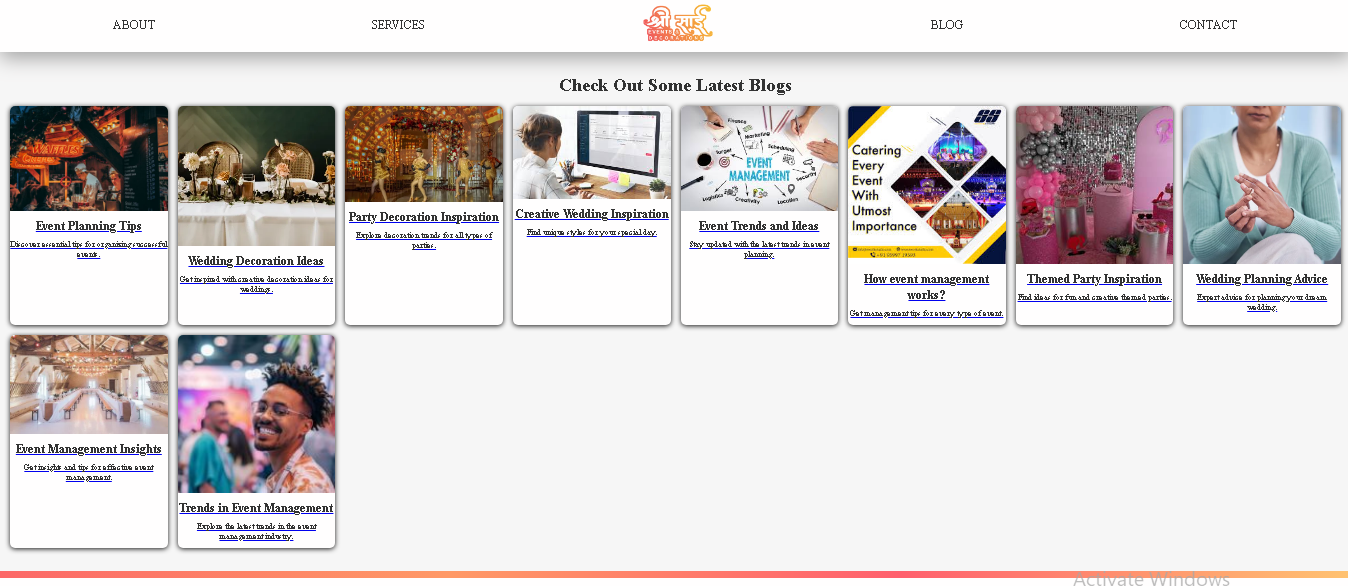 ABOUT
SERVICES
श्री साई
EVENTS
DECORATIONS
BLOG
CONTACT
Check Out Some Latest Blogs
WAFFLES
Event Planning Tips
Discover essential tips for organizing successful
events.
Wedding Decoration Ideas
Get inspired with creative decoration ideas for
weddings.
Party Decoration Inspiration
Explore decoration trends for all types of
parties.
Creative Wedding Inspiration
Find unique styles for your special day.
Finance
Marketing
Scheduling
Target
EVENT
MANAGEMENT
Security
Logistics
Creativity
Location
Event Trends and Ideas
Stay updated with the latest trends in event
planning.
Catering
Every
Event With
Utmost
Importance
How event management
works?
Get management tips for every type of event.
Themed Party Inspiration
Find ideas for fun and creative themed parties.
Wedding Planning Advice
Expert advice for planning your dream
wedding.
Event Management Insights
Get insights and tips for effective event
management.
Trends in Event Management
Explore the latest trends in the event
management industry.
Activate Windows